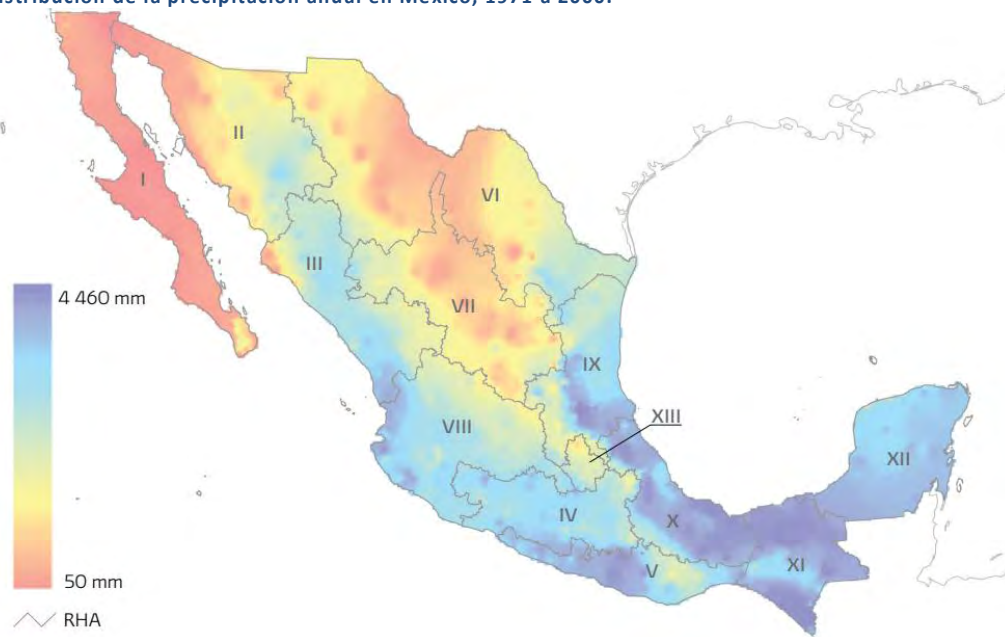 istribución de la precipitación anual en México, 1971 a 2000.
II
I
VI
III
4 460 mm
VII
IX
XIII
VIII
XII
IV
X
V
XI
50 mm
RHA